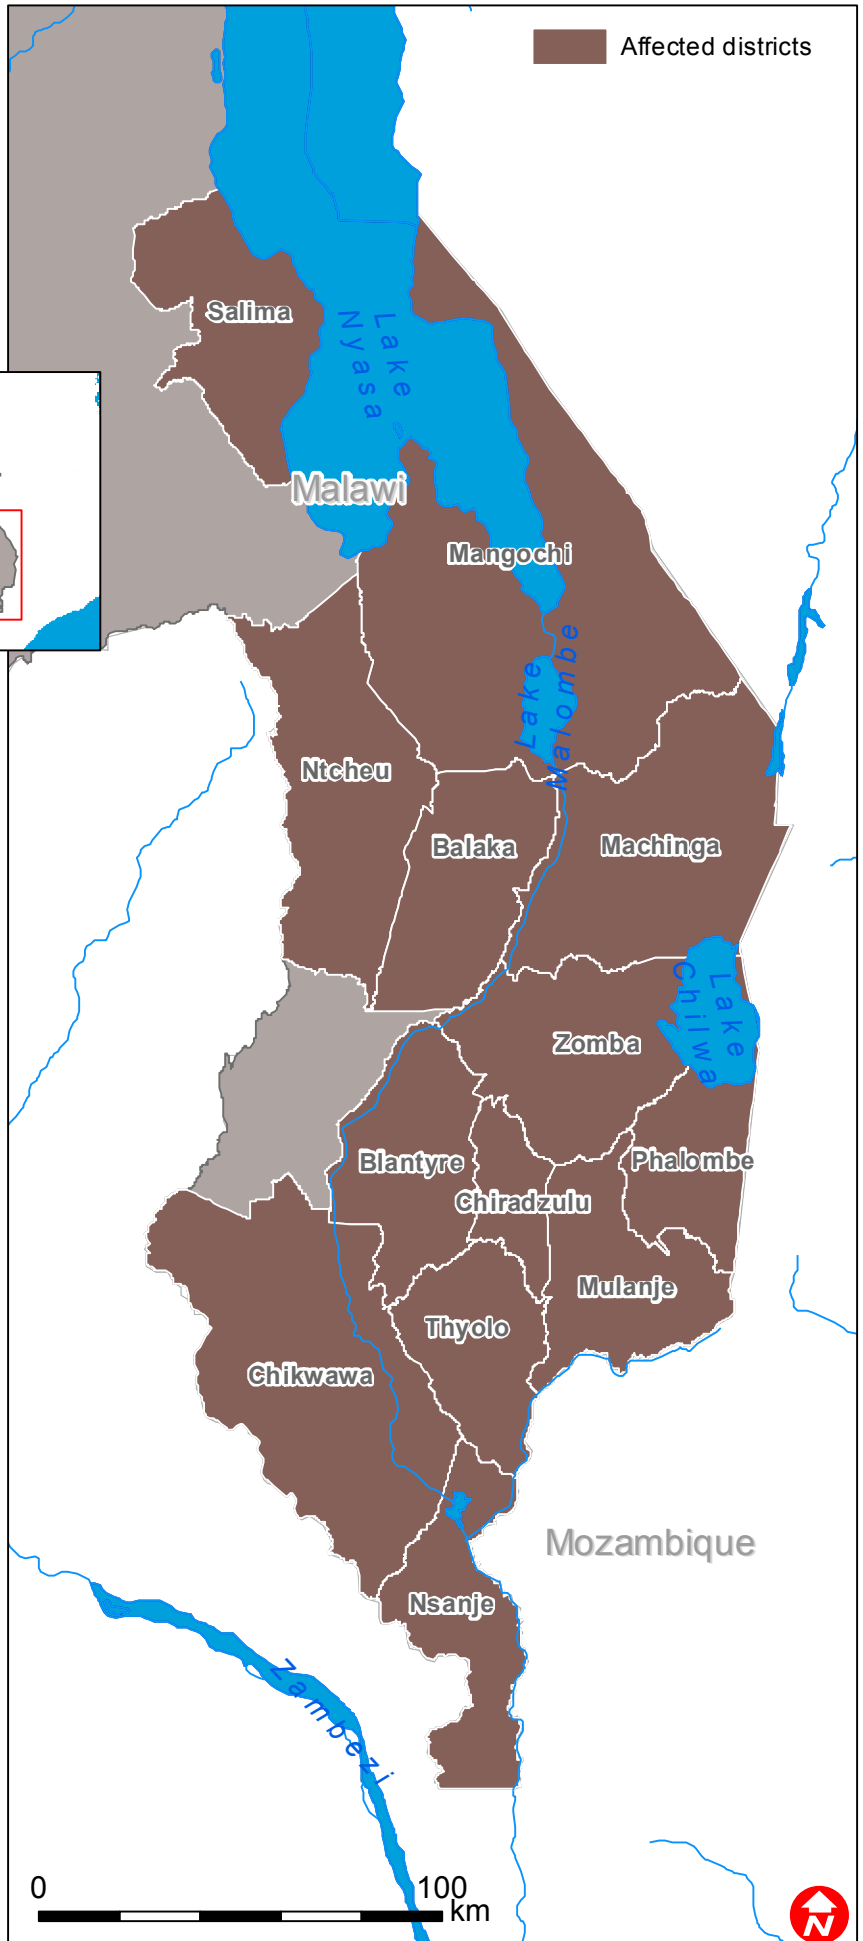 Affected districts
Salima
Lake
Nyasa
Malawi
Mangochi
Lake
Malombe
Ntcheu
Balaka
Machinga
Lake
Chilwa
Zomba
Blantyre
Phalombe
Chiradzulu
Mulanje
Thyolo
Chikwawa
Mozambique
Nsanje
Zambezi
0 100
km
N